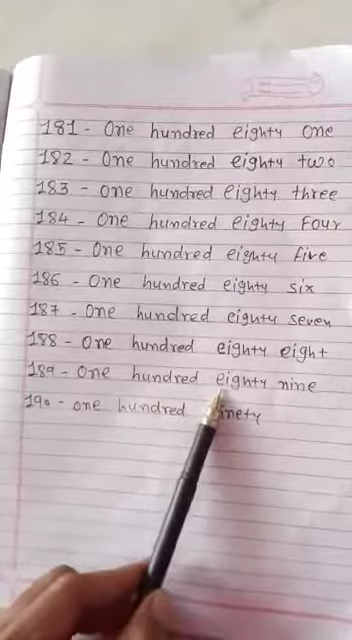 181 - One hundred eighty One
182 - One hundred eighty two
183 - One hundred eighty three
184 - One hundred eighty Four
185 - One hundred eighty five
186 - One hundred eighty six
187 - One hundred eighty seven
188 - One hundred eighty eight
189 - One hundred eighty nine
190 - one hundred ninety